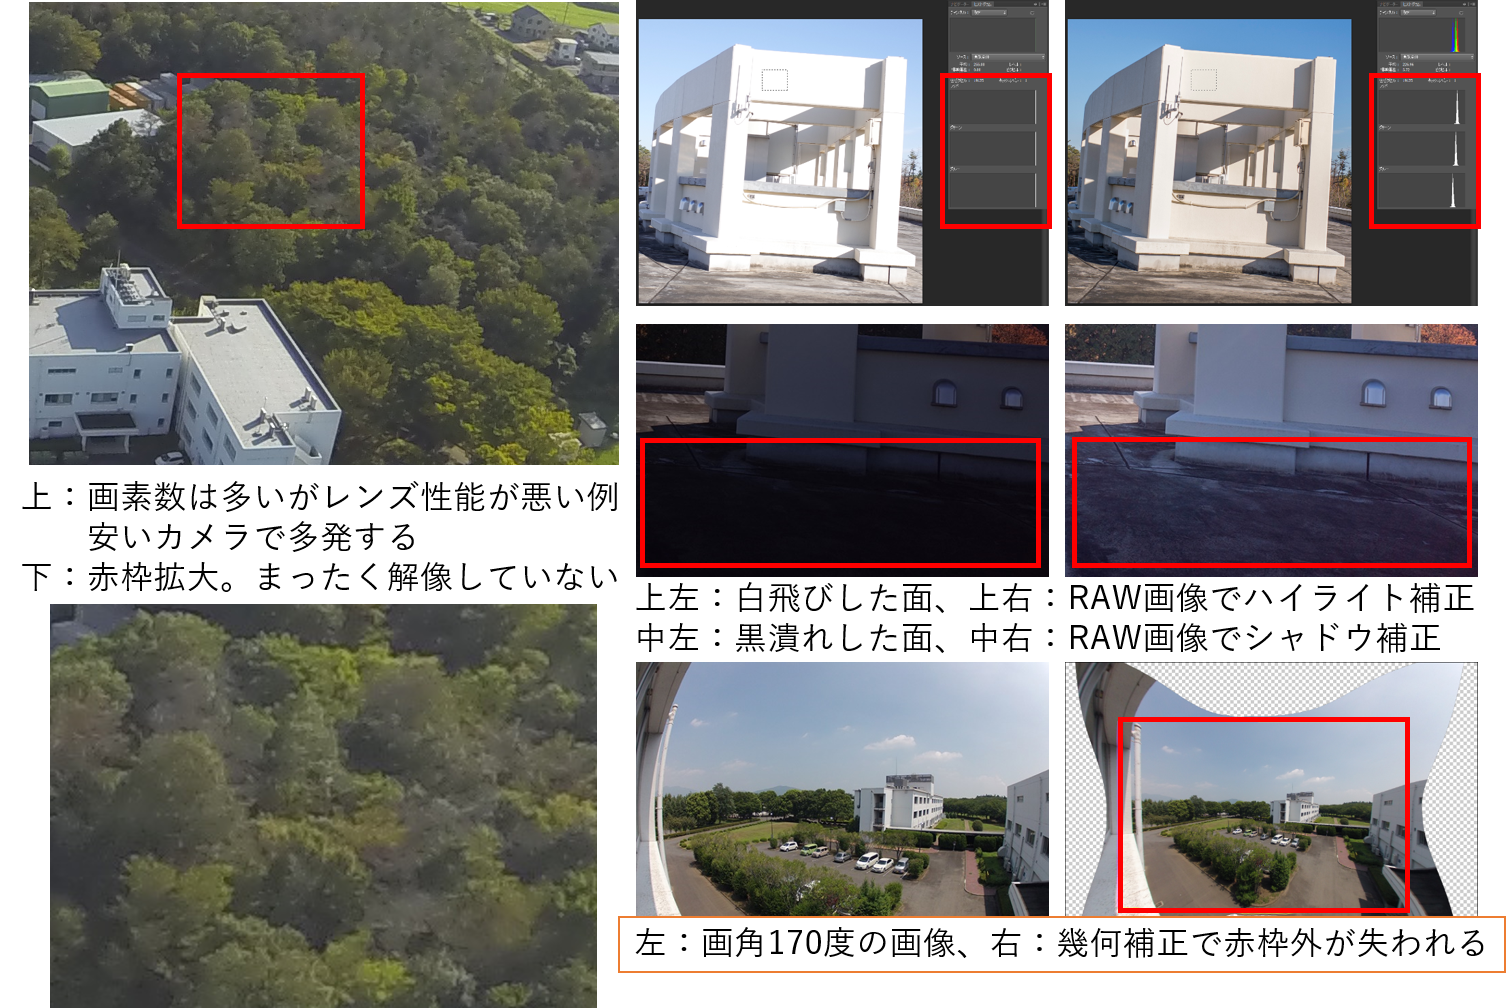 上：画素数は多いがレンズ性能が悪い例
安いカメラで多発する
下：赤枠拡大。まったく解像していない
上左：白飛びした面、上右：RAW画像でハイライト補正
中左：黒潰れした面、中右：RAW画像でシャドウ補正
左：画角170度の画像、右：幾何補正で赤枠外が失われる